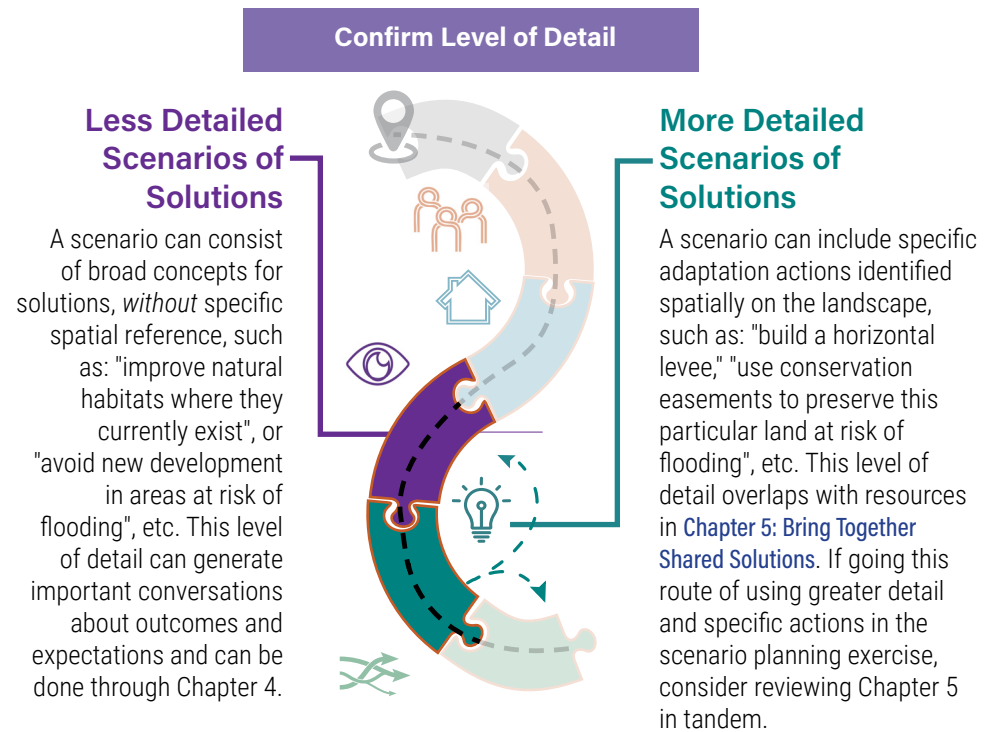 Confirm Level of Detail
Less Detailed
Scenarios of
Solutions
A scenario can consist
of broad concepts for
solutions, without specific
spatial reference, such
as: "improve natural
habitats where they
currently exist", or
"avoid new development
in areas at risk of
flooding", etc. This level
of detail can generate
important conversations
about outcomes and
expectations and can be
done through Chapter 4.
More Detailed
Scenarios of
Solutions
A scenario can include specific
adaptation actions identified
spatially on the landscape,
such as: "build a horizontal
levee," "use conservation
easements to preserve this
particular land at risk of
flooding", etc. This level of
detail overlaps with resources
in Chapter 5: Bring Together
Shared Solutions. If going this
route of using greater detail
and specific actions in the
scenario planning exercise,
consider reviewing Chapter 5
in tandem.